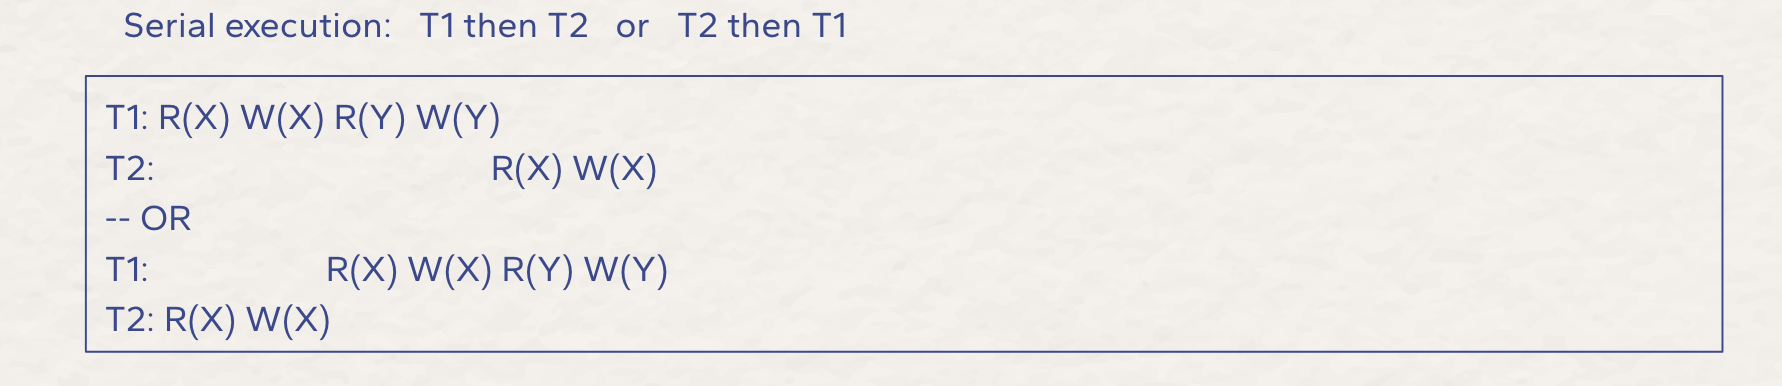 Serial execution: T1 then T2 or T2 then T1
T1: R(X) W(X) R(Y) W(Y)
T2: R(X) W(X)
-- OR
T1: R(X) W(X) R(Y) W(Y)
T2: R(X) W(X)